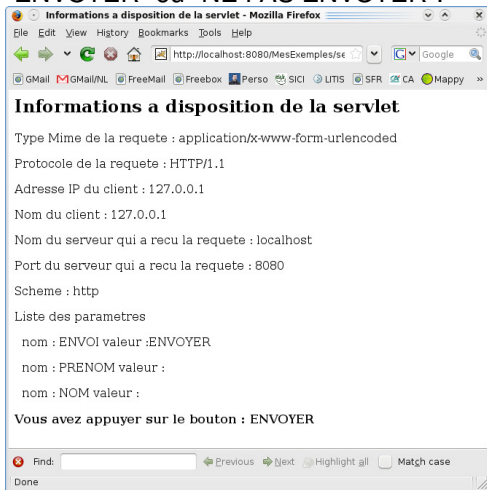 Informations a disposition de la servlet - Mozilla Firefox
File Edit View History Bookmarks Tools Help
http://localhost:8080/MesExemples/se Google
GMail GMail/NL FreeMail Freebox Perso SICI LITIS SFR CA Mappy »
Informations a disposition de la servlet
Type Mime de la requete : application/x-www-form-urlencoded
Protocole de la requete : HTTP/1.1
Adresse IP du client : 127.0.0.1
Nom du client : 127.0.0.1
Nom du serveur qui a recu la requete : localhost
Port du serveur qui a recu la requete : 8080
Scheme : http
Liste des parametres
nom : ENVOI valeur :ENVOYER
nom : PRENOM valeur :
nom : NOM valeur :
Vous avez appuyer sur le bouton : ENVOYER
Find: Previous Next Highlight all Match case
Done